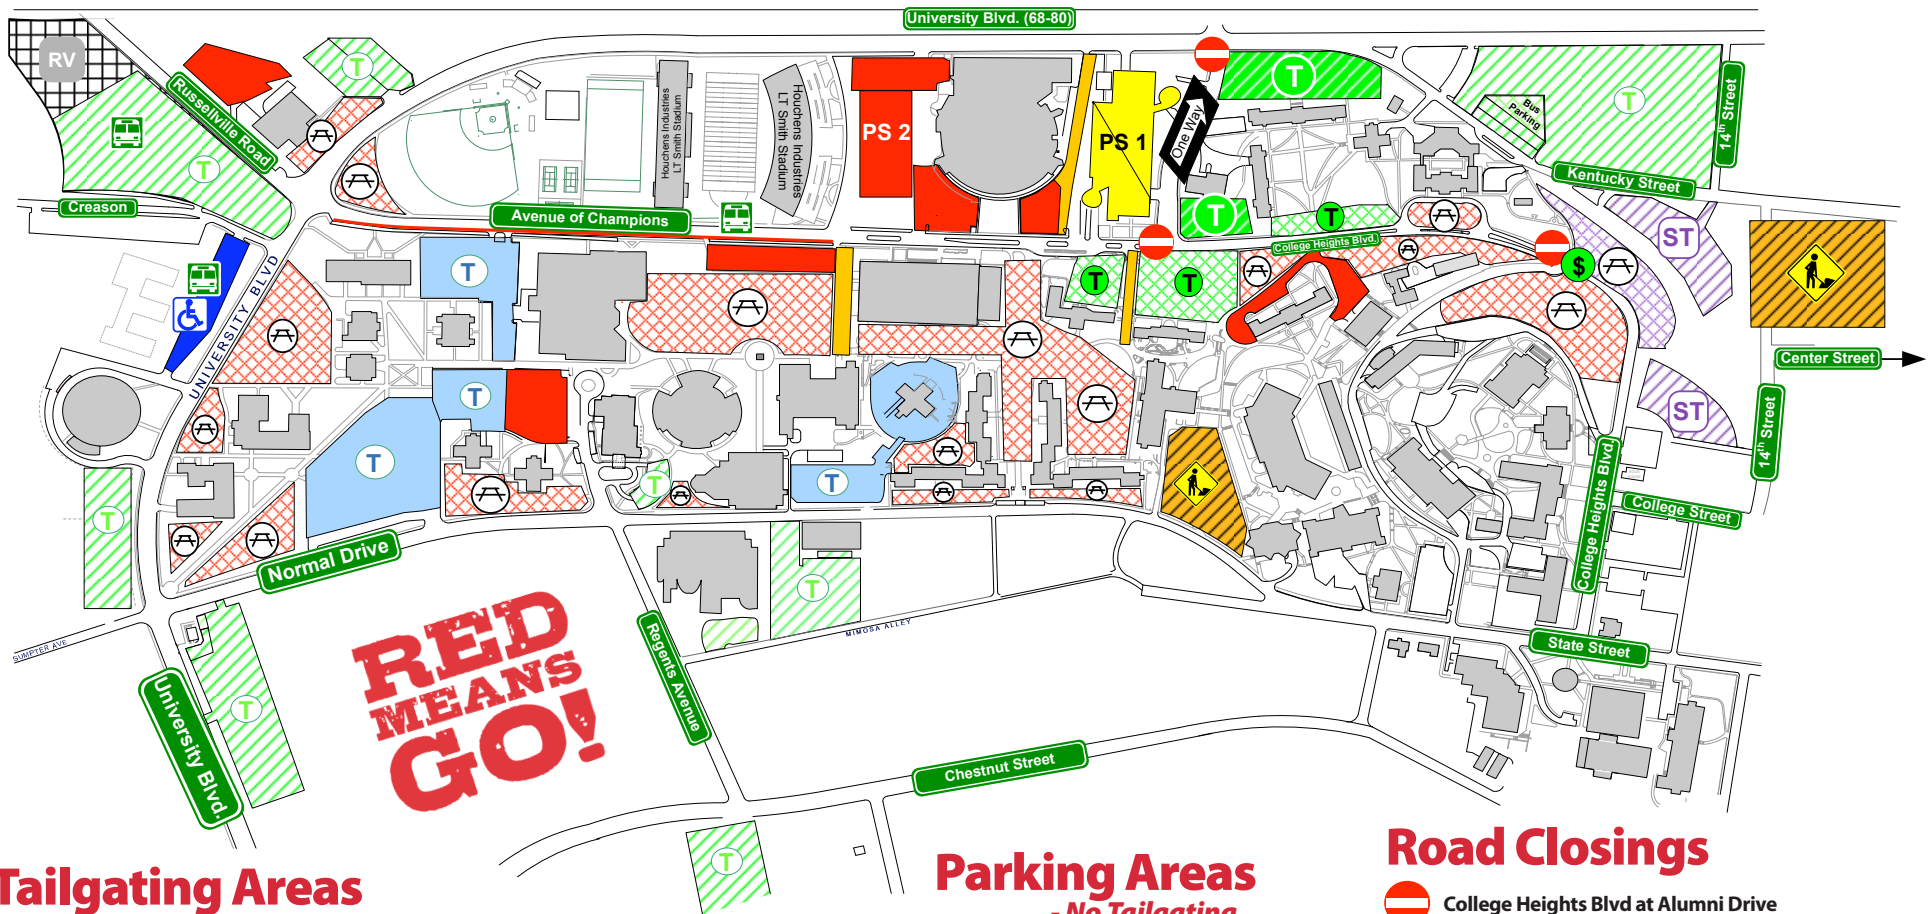 University Blvd. (68-80)
RV
T
Russellville Road
T
Creason
Houchens Industries
LT Smith Stadium
Houchens Industries
LT Smith Stadium
PS 2
PS 1
One Way
T
T
Bus
Parking
14th Street
Kentucky Street
T
Avenue of Champions
T
T
College Heights Blvd.
ST
$
UNIVERSITY BLVD
T
T
T
Center Street
T
ST
14th Street
T
T
T
T
College Heights Blvd.
College Street
Normal Drive
T
MIMOSA ALLEY
SUMPTER AVE
State Street
RED
MEANS
GO!
Regents Avenue
University Blvd.
T
Chestnut Street
T
Tailgating Areas
Parking Areas
- No Tailgating
Road Closings
College Heights Blvd at Alumni Drive